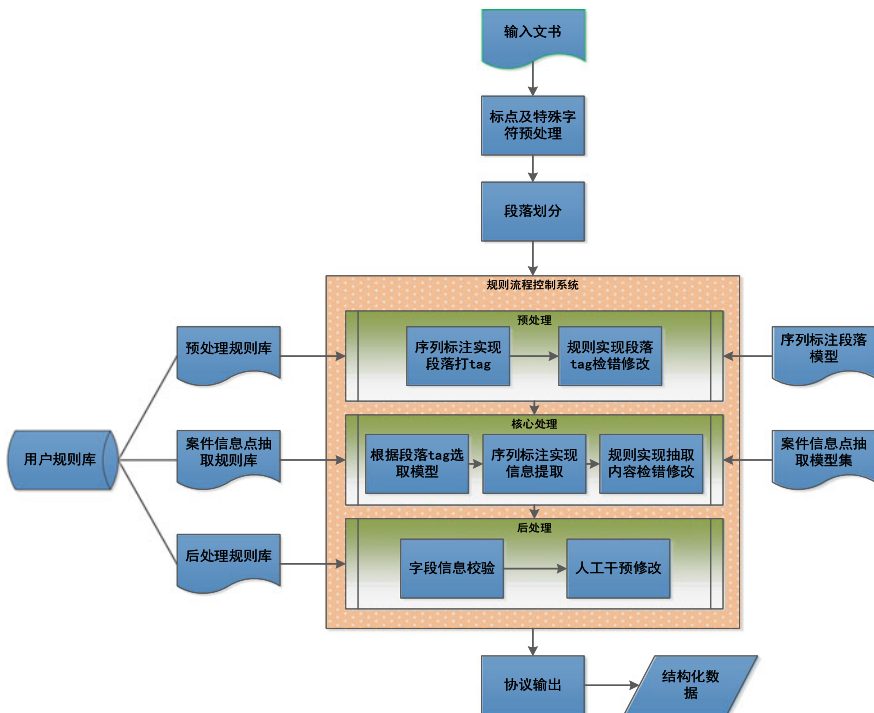 输入文书
标点及特殊字
符预处理
段落划分
规则流程控制系统
预处理
预处理规则库
序列标注实现
段落打tag
规则实现段落
tag检错修改
序列标注段落
模型
核心处理
用户规则库
案件信息点抽
取规则库
根据段落tag选
取模型
序列标注实现
信息提取
规则实现抽取
内容检错修改
案件信息点抽
取模型集
后处理
后处理规则库
字段信息校验
人工干预修改
协议输出
结构化数
据